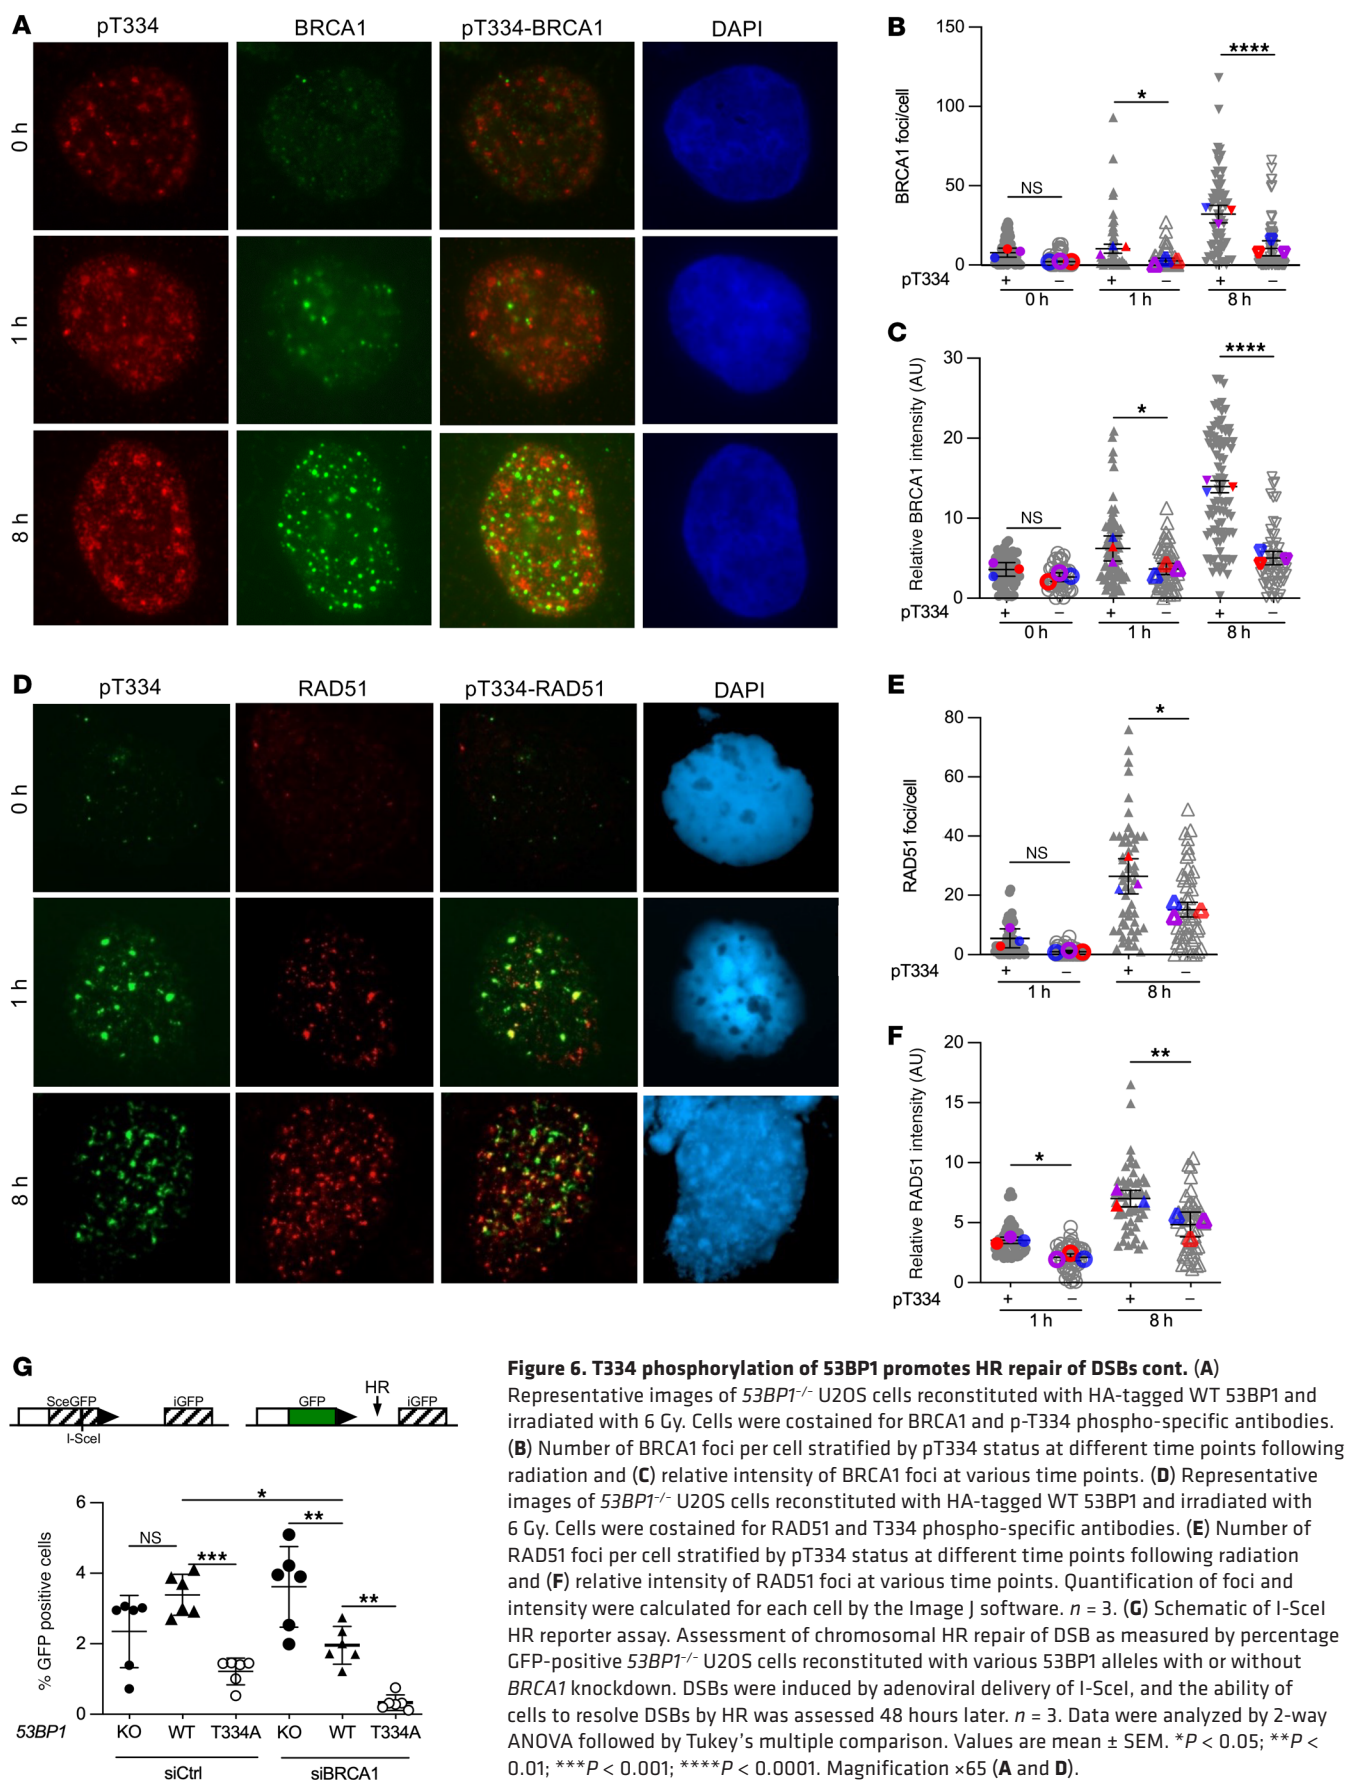 A
pT334
BRCA1
pT334-BRCA1
DAPI
0 h
1 h
8 h
B
BRCA1 foci/cell
150
100
50
0
NS
*
****
pT334
+
–
+
–
+
–
0 h
1 h
8 h
C
Relative BRCA1 intensity (AU)
30
20
10
0
NS
*
****
pT334
+
–
+
–
+
–
0 h
1 h
8 h
D
pT334
RAD51
pT334-RAD51
DAPI
0 h
1 h
8 h
E
RAD51 foci/cell
80
60
40
20
0
NS
*
pT334
+
–
+
–
1 h
8 h
F
Relative RAD51 intensity (AU)
20
15
10
5
0
*
**
pT334
+
–
+
–
1 h
8 h
G
SceGFP
iGFP
I-SceI
GFP
HR
iGFP
% GFP positive cells
6
4
2
0
NS
***
*
**
**
53BP1
KO
WT
T334A
KO
WT
T334A
siCtrl
siBRCA1
Figure 6. T334 phosphorylation of 53BP1 promotes HR repair of DSBs cont. (A)
Representative images of 53BP1–/– U2OS cells reconstituted with HA-tagged WT 53BP1 and
irradiated with 6 Gy. Cells were costained for BRCA1 and p-T334 phospho-specific antibodies.
(B) Number of BRCA1 foci per cell stratified by pT334 status at different time points following
radiation and (C) relative intensity of BRCA1 foci at various time points. (D) Representative
images of 53BP1–/– U2OS cells reconstituted with HA-tagged WT 53BP1 and irradiated with
6 Gy. Cells were costained for RAD51 and T334 phospho-specific antibodies. (E) Number of
RAD51 foci per cell stratified by pT334 status at different time points following radiation
and (F) relative intensity of RAD51 foci at various time points. Quantification of foci and
intensity were calculated for each cell by the Image J software. n = 3. (G) Schematic of I-SceI
HR reporter assay. Assessment of chromosomal HR repair of DSB as measured by percentage
GFP-positive 53BP1–/– U2OS cells reconstituted with various 53BP1 alleles with or without
BRCA1 knockdown. DSBs were induced by adenoviral delivery of I-SceI, and the ability of
cells to resolve DSBs by HR was assessed 48 hours later. n = 3. Data were analyzed by 2-way
ANOVA followed by Tukey's multiple comparison. Values are mean ± SEM. *P < 0.05; **P <
0.01; ***P < 0.001; ****P < 0.0001. Magnification ×65 (A and D).